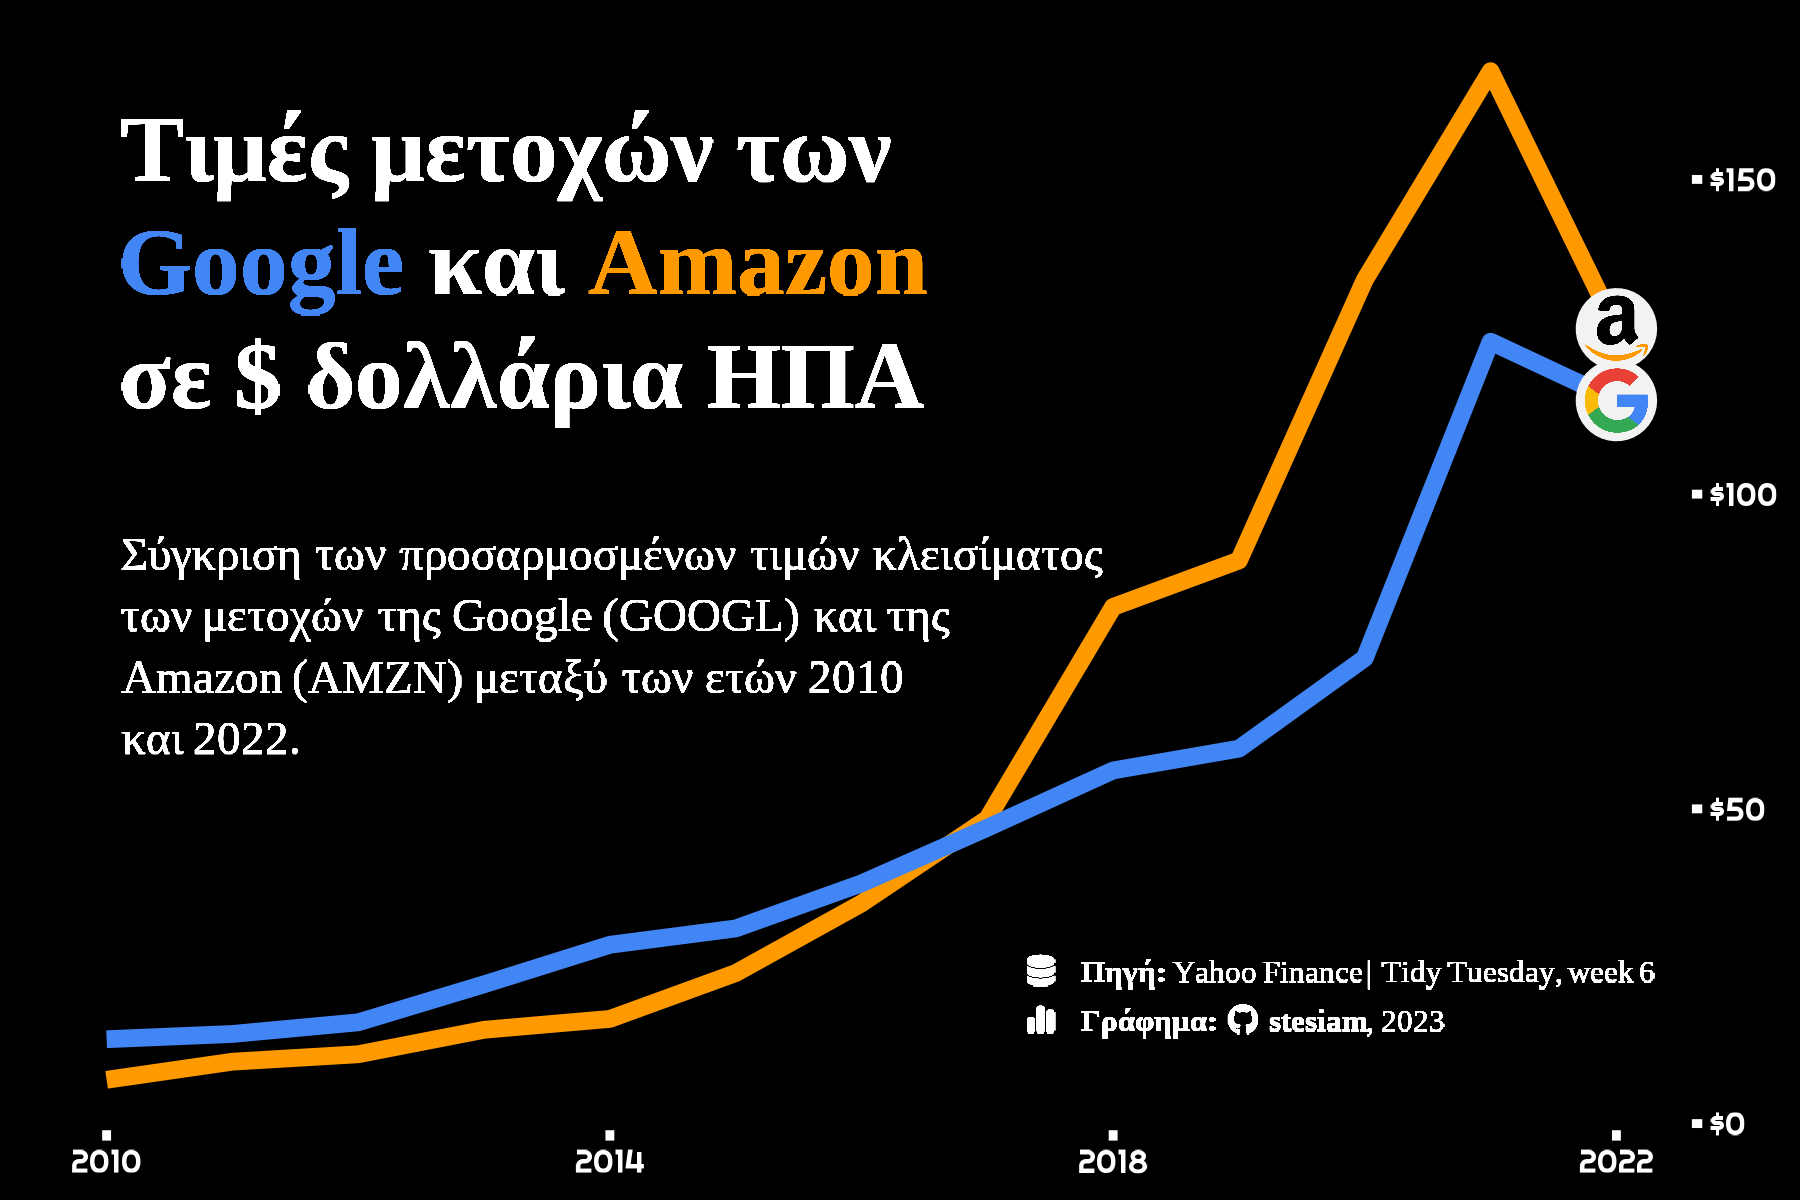 Τιμές μετοχών των
Google και Amazon
σε $ δολλάρια ΗΠΑ
Σύγκριση των προσαρμοσμένων τιμών κλεισίματος
των μετοχών της Google (GOOGL) και της
Amazon (AMZN) μεταξύ των ετών 2010
και 2022.
$150
$100
$50
$0
Πηγή: Yahoo Finance| Tidy Tuesday, week 6
Γράφημα: stesiam, 2023
2010 2014 2018 2022